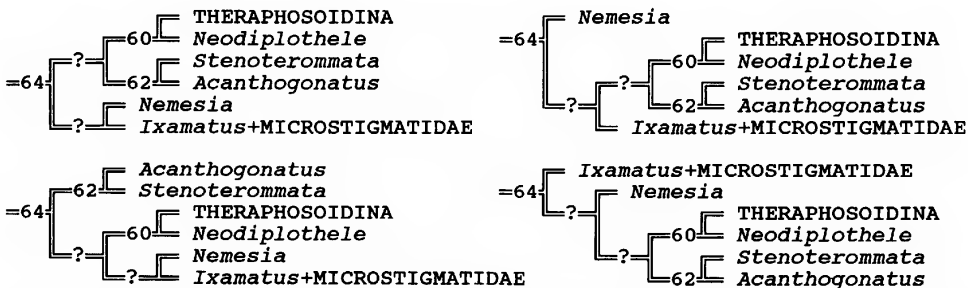 THERAPHOSOIDINA
60
Neodiplothele
?
Stenoterommata
62
Acanthogonatus
=64
Nemesia
?
Ixamatus+MICROSTIGMATIDAE
Nemesia
=64
THERAPHOSOIDINA
60
Neodiplothele
?
Stenoterommata
?
62
Acanthogonatus
Ixamatus+MICROSTIGMATIDAE
Acanthogonatus
62
Stenoterommata
=64
THERAPHOSOIDINA
60
Neodiplothele
?
Nemesia
?
Ixamatus+MICROSTIGMATIDAE
Ixamatus+MICROSTIGMATIDAE
=64
Nemesia
?
THERAPHOSOIDINA
60
Neodiplothele
?
Stenoterommata
62
Acanthogonatus